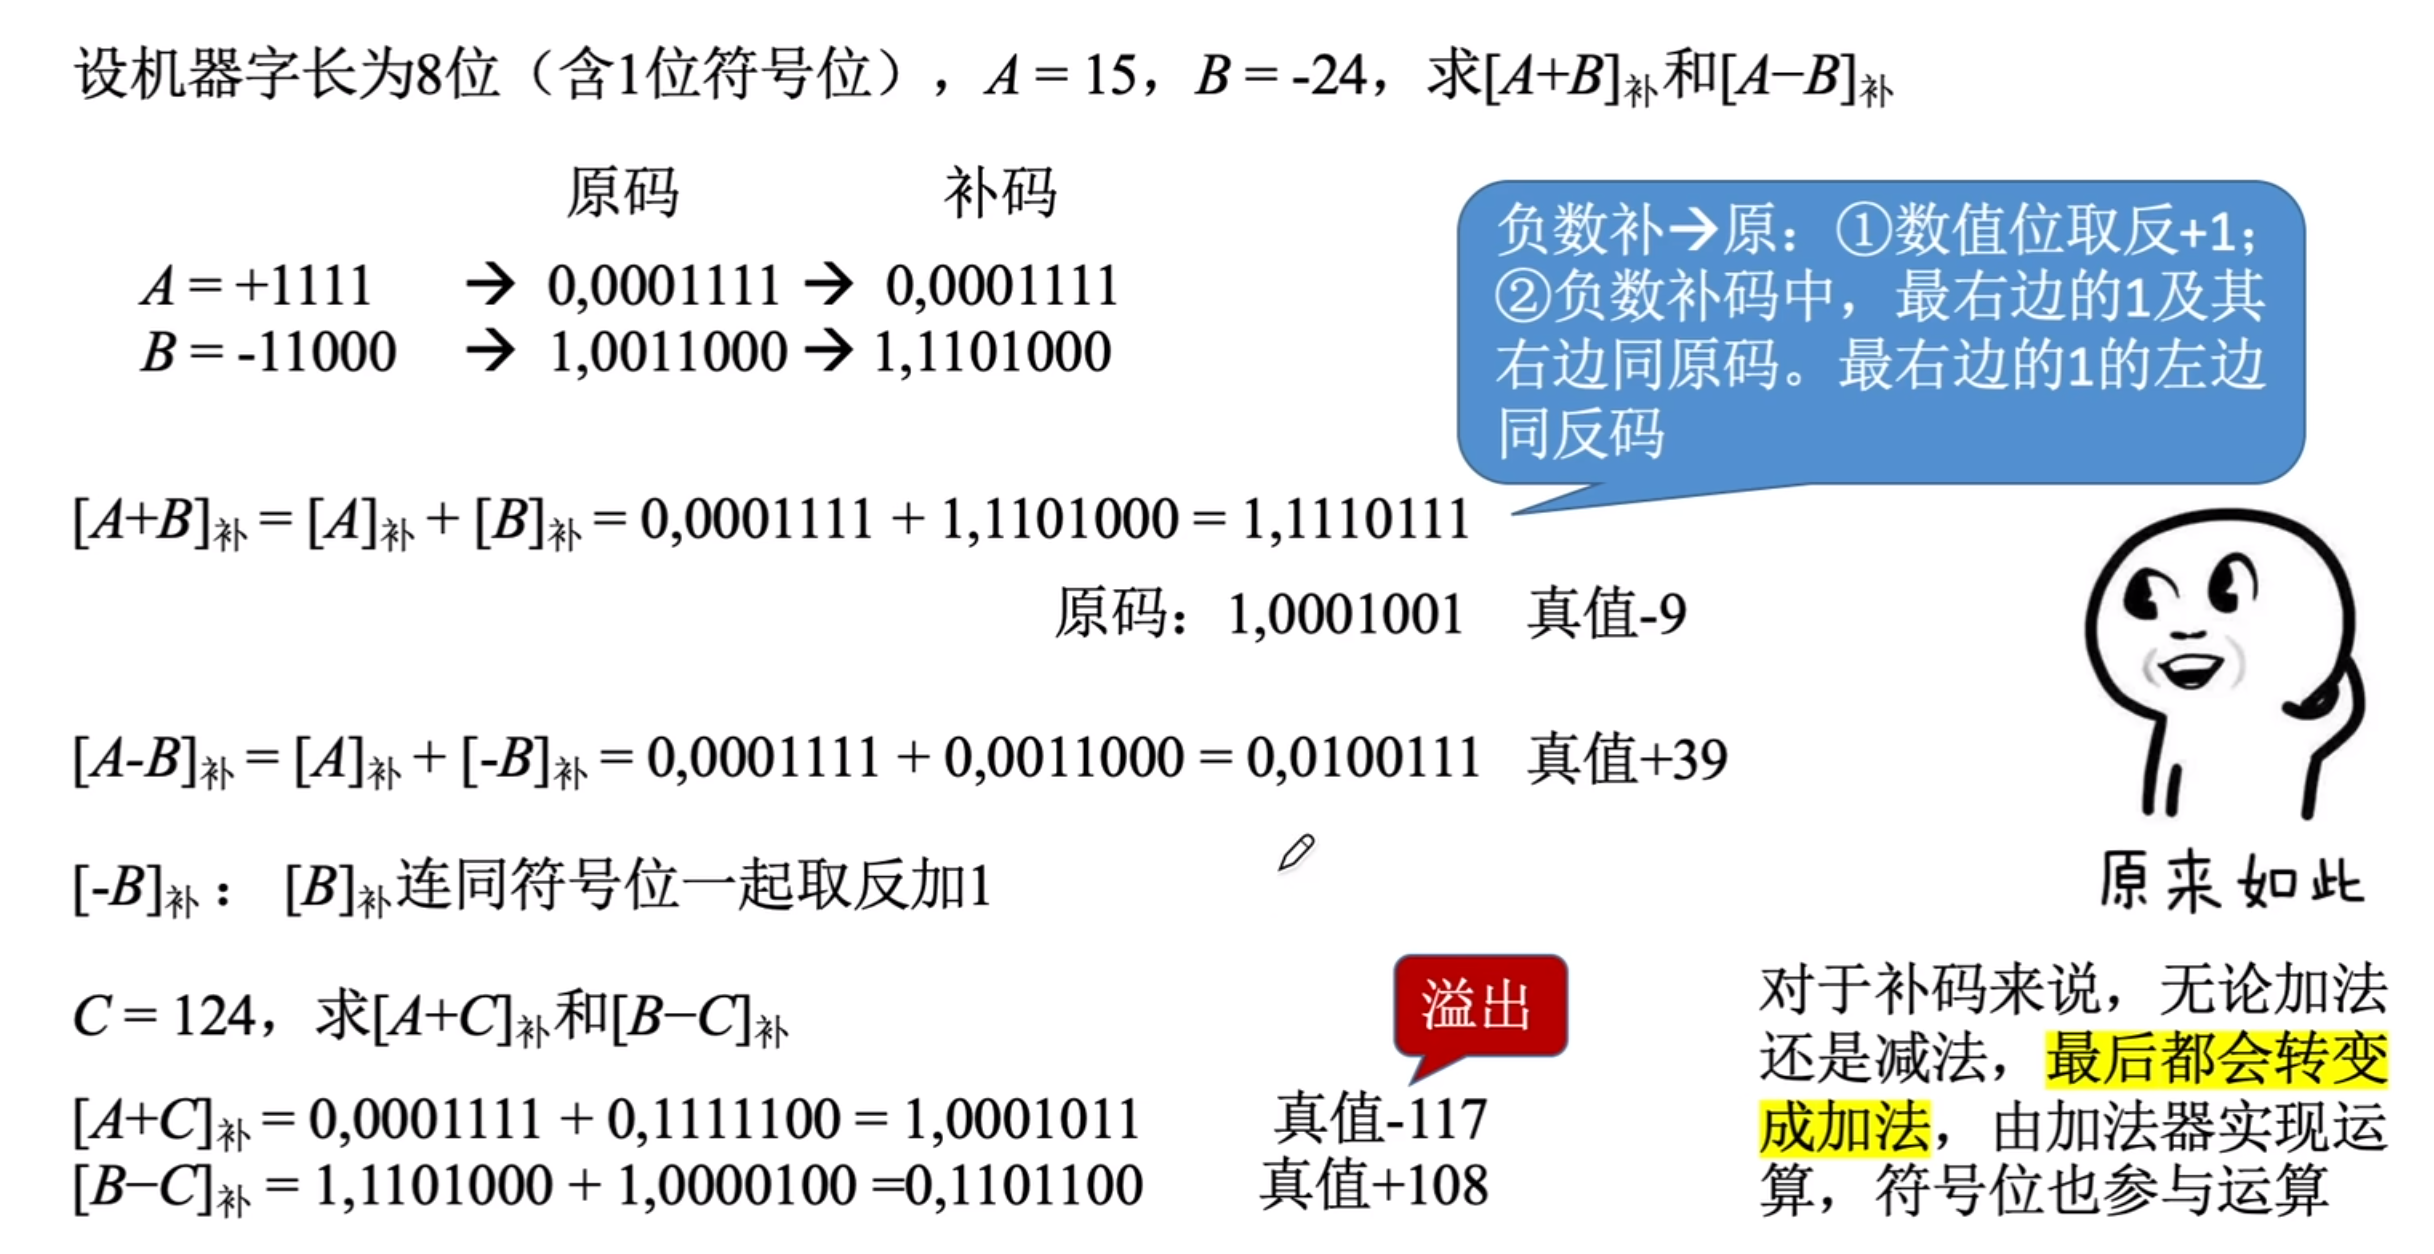 设机器字长为8位（含1位符号位），A = 15，B = -24，求[A+B]补和[A−B]补
原码 补码
A = +1111 → 0,0001111 → 0,0001111
B = -11000 → 1,0011000 → 1,1101000
负数补→原：①数值位取反+1；
②负数补码中，最右边的1及其
右边同原码。最右边的1的左边
同反码
[A+B]补 = [A]补 + [B]补 = 0,0001111 + 1,1101000 = 1,1110111
原码：1,0001001 真值-9
[A-B]补 = [A]补 + [-B]补 = 0,0001111 + 0,0011000 = 0,0100111 真值+39
[-B]补： [B]补连同符号位一起取反加1
原来如此
C = 124，求[A+C]补和[B−C]补
溢出
[A+C]补 = 0,0001111 + 0,1111100 = 1,0001011 真值-117
[B−C]补 = 1,1101000 + 1,0000100 =0,1101100 真值+108
对于补码来说，无论加法
还是减法，最后都会转变
成加法，由加法器实现运
算，符号位也参与运算